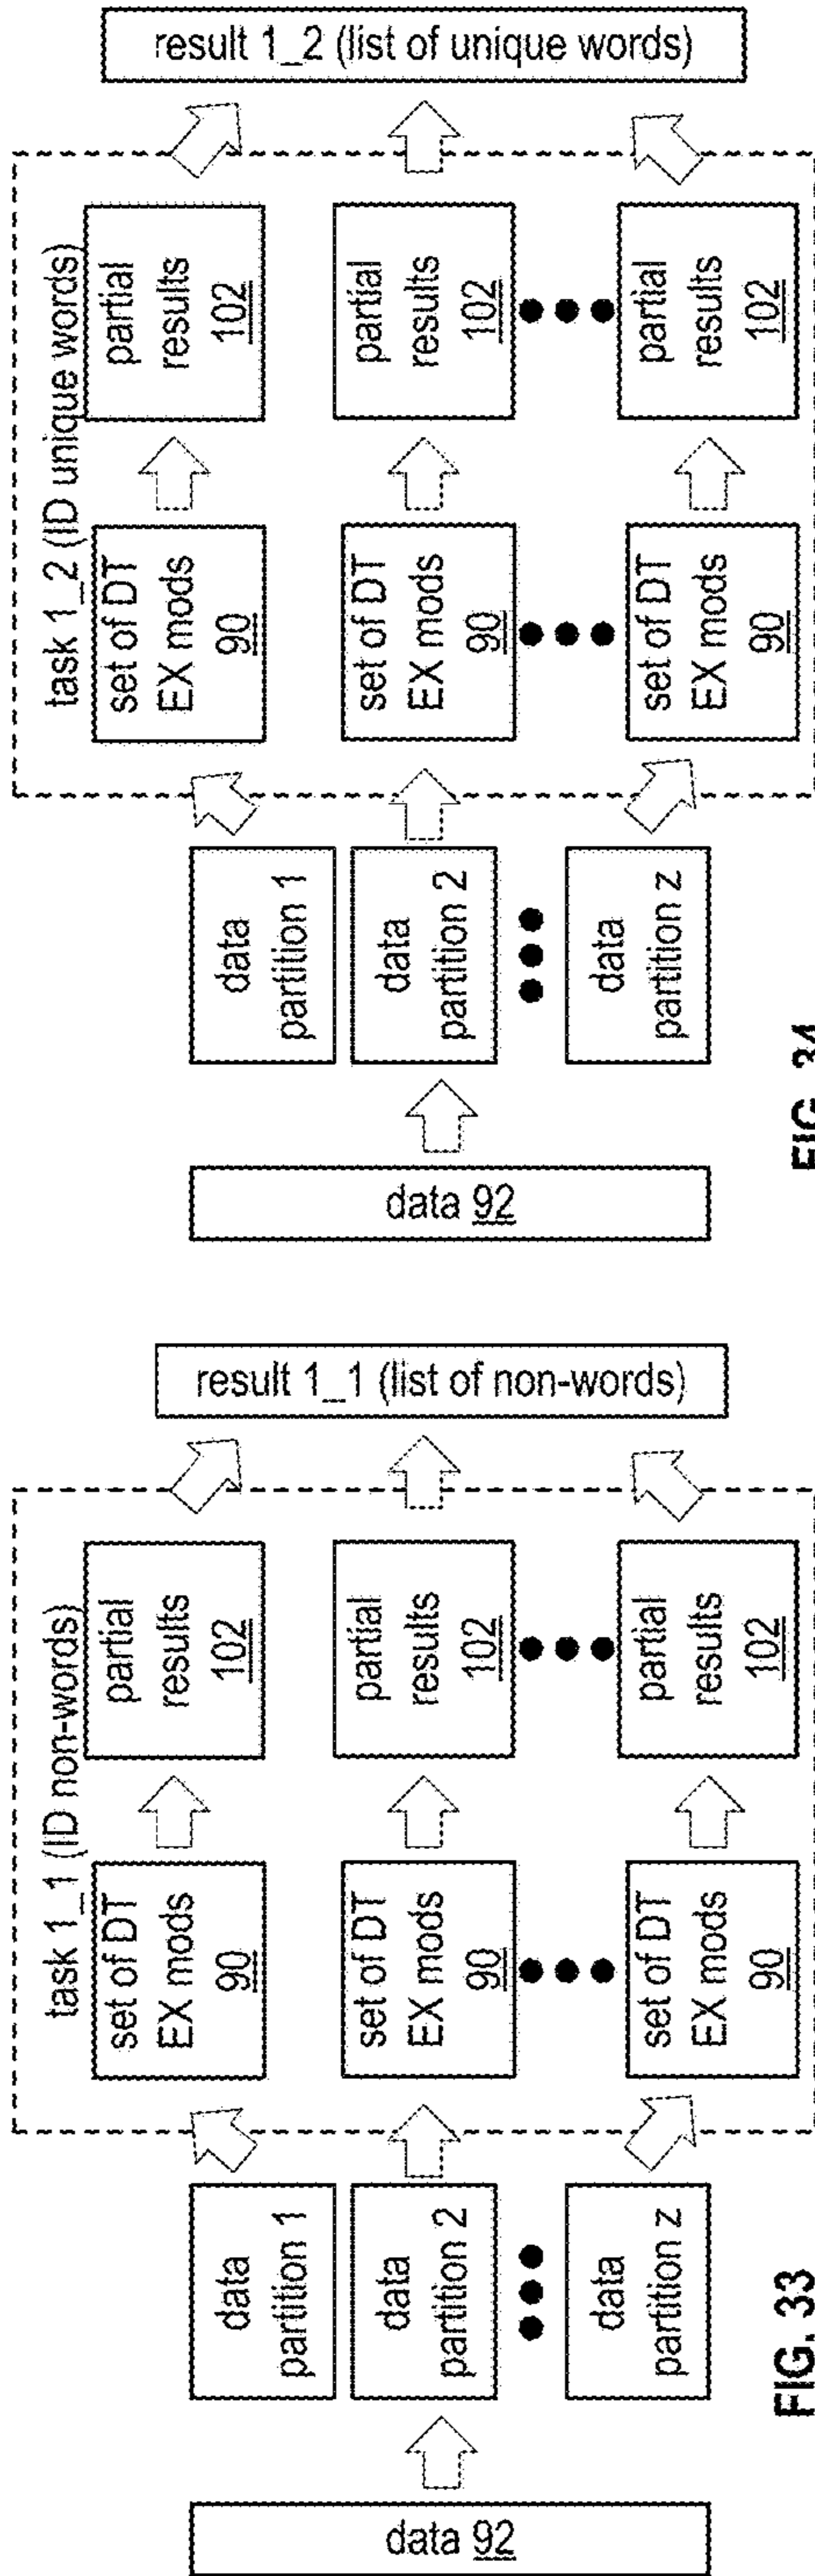 task 1_1 (ID non-words)
data 92
data
partition 1
data
partition 2
data
partition z
set of DT
EX mods
90
set of DT
EX mods
90
set of DT
EX mods
90
partial
results
102
partial
results
102
partial
results
102
result 1_1 (list of non-words)
FIG. 33
task 1_2 (ID unique words)
data 92
data
partition 1
data
partition 2
data
partition z
set of DT
EX mods
90
set of DT
EX mods
90
set of DT
EX mods
90
partial
results
102
partial
results
102
partial
results
102
result 1_2 (list of unique words)
FIG. 34